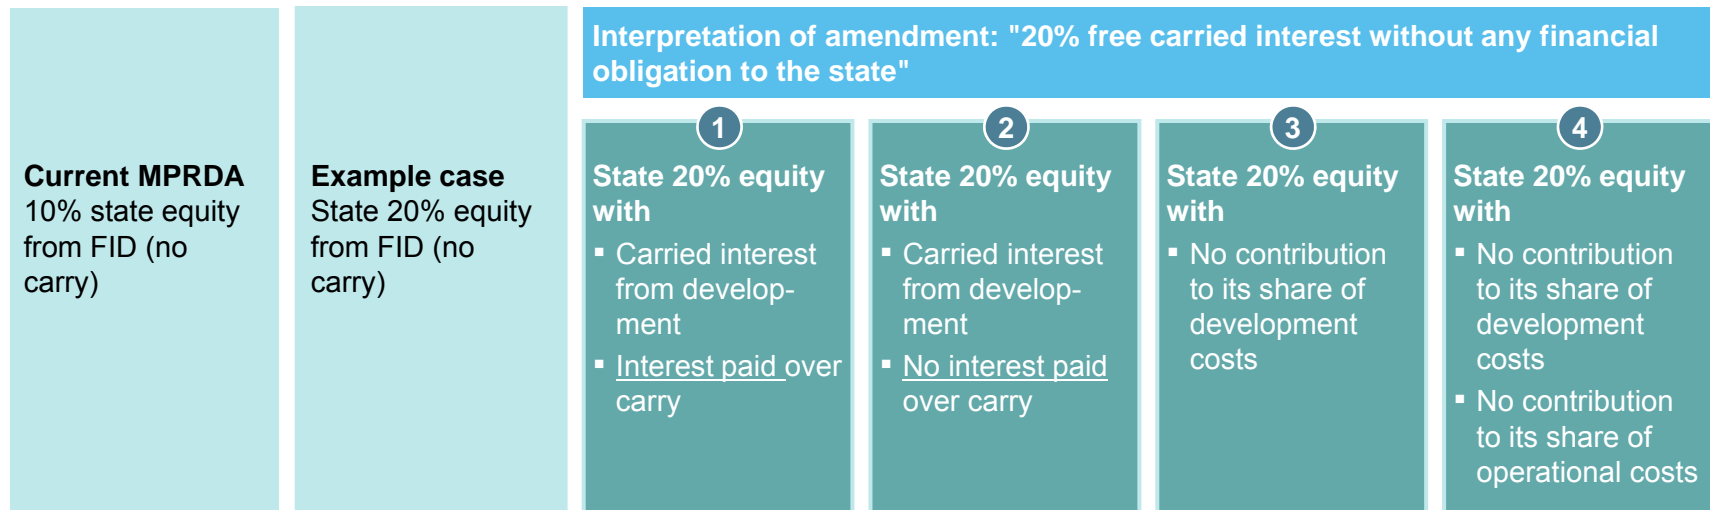 Current MPRDA
10% state equity
from FID (no
carry)
Example case
State 20% equity
from FID (no
carry)
Interpretation of amendment: "20% free carried interest without any financial
obligation to the state"
1
State 20% equity
with
▪ Carried interest
from develop-
ment
▪ Interest paid over
carry
2
State 20% equity
with
▪ Carried interest
from develop-
ment
▪ No interest paid
over carry
3
State 20% equity
with
▪ No contribution
to its share of
development
costs
4
State 20% equity
with
▪ No contribution
to its share of
development
costs
▪ No contribution
to its share of
operational costs